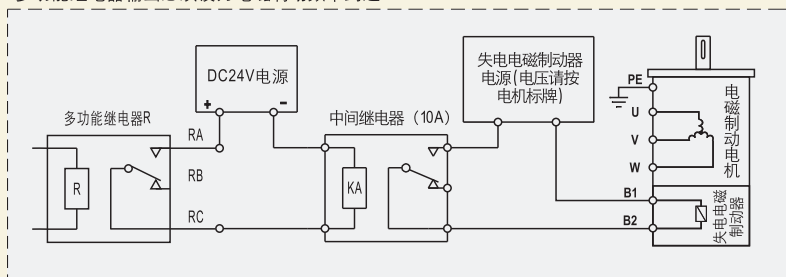 DC24V电源
+
-
失电电磁制动器
电源(电压请按
电机标牌)
多功能继电器R
中间继电器（10A）
RA
RB
RC
R
KA
PE
U
V
W
B1
B2
电磁制动电机
失电电磁
制动器